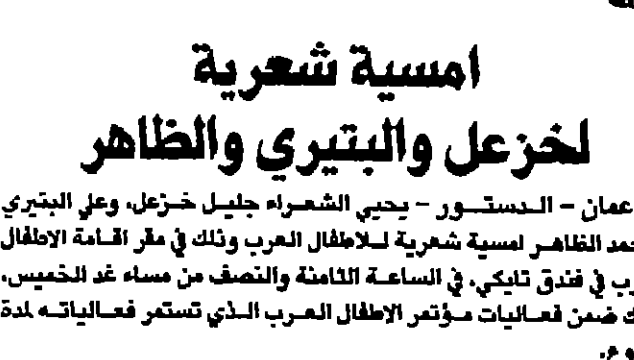 امسية شعرية
لخزعل والبتيري والظاهر
عمان – الدستور – يحيي الشعراء جليل خزعل، وعلي البتيري
الظاهر امسية شعرية للاطفال العرب وذلك في مقر اقامة الاطفال
في فندق تايكي، في الساعة الثامنة والنصف من مساء غد الخميس،
ضمن فعاليات مؤتمر الاطفال العرب الذي تستمر فعالياته لمدة